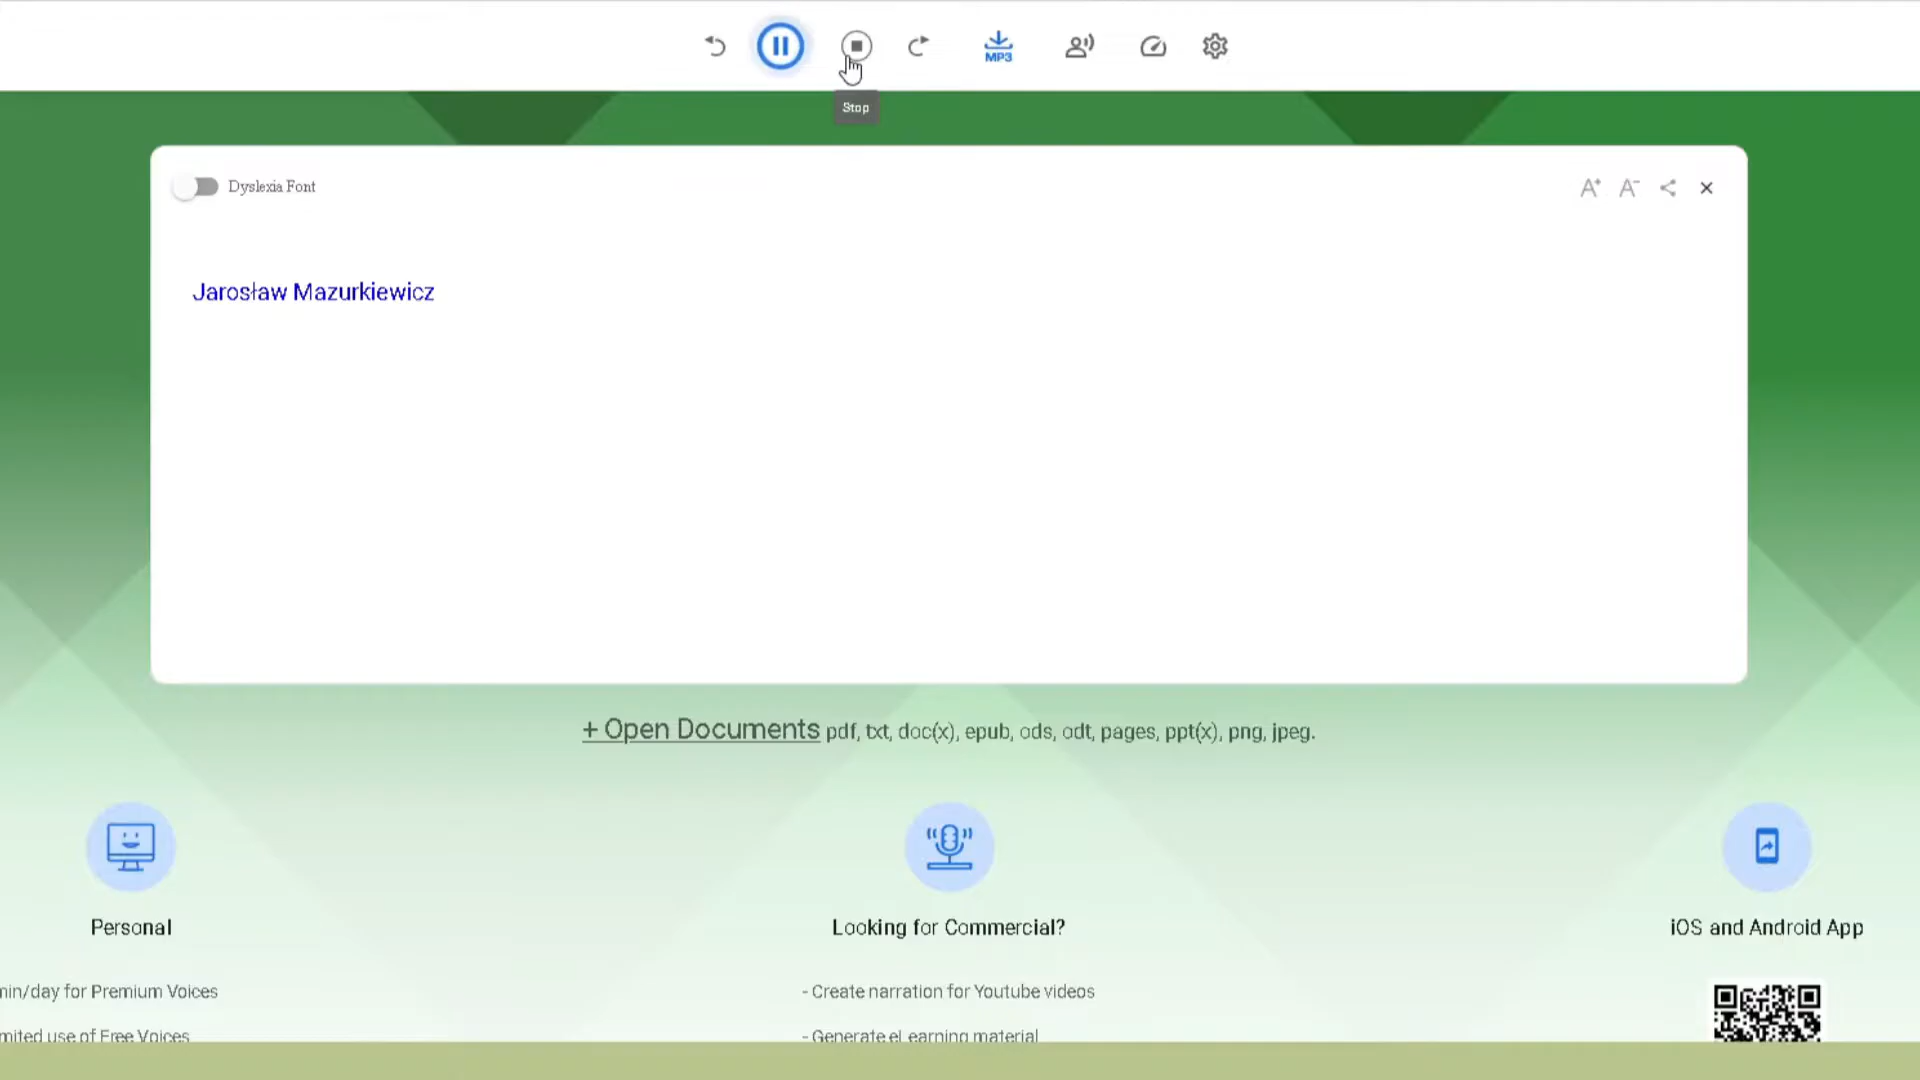 MP3
Stop
Dyslexia Font
A+ A-
Jarosław Mazurkiewicz
+ Open Documents pdf, txt, doc(x), epub, ods, odt, pages, ppt(x), png, jpeg.
Personal
Looking for Commercial?
iOS and Android App
min/day for Premium Voices
- Create narration for Youtube videos
mited use of Free Voices
- Generate eLearning material